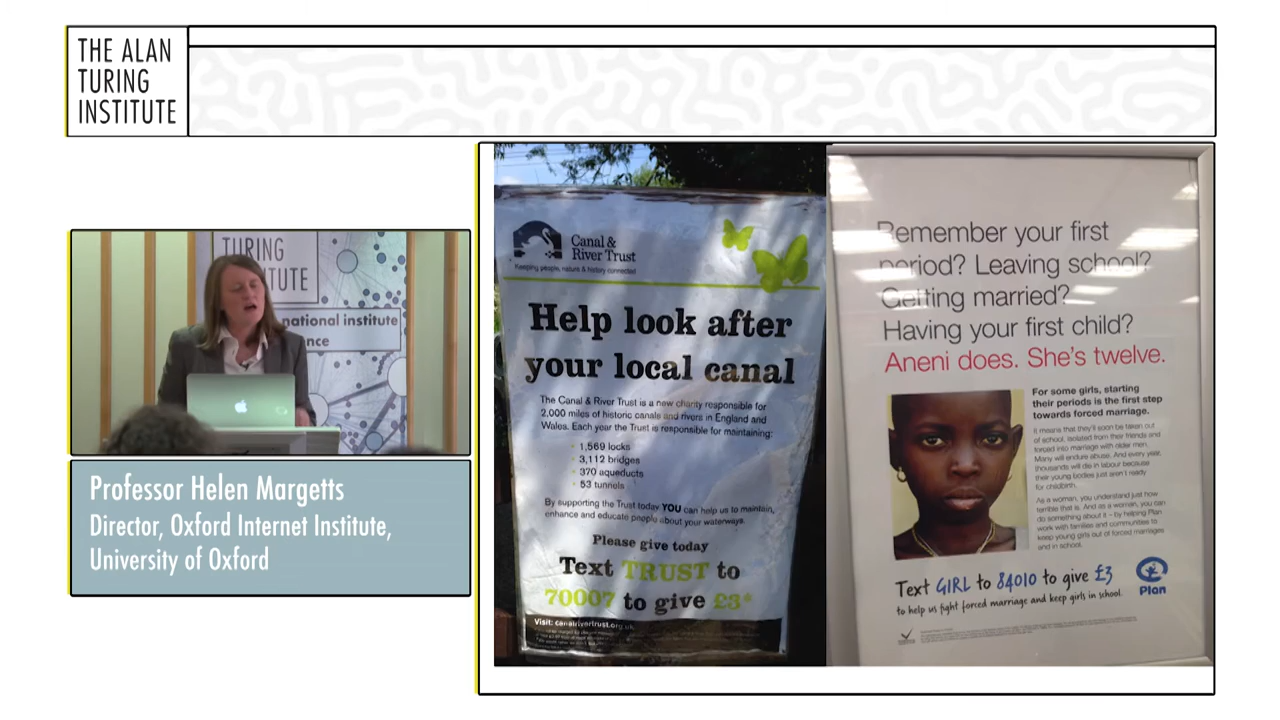 THE ALAN
TURING
INSTITUTE
TURING
national institute
Professor Helen Margetts
Director, Oxford Internet Institute,
University of Oxford
Canal &
River Trust
Keeping people, nature & history connected
Help look after
your local canal
The Canal & River Trust is a new charity responsible for
2,000 miles of historic canals and rivers in England and
Wales. Each year the Trust is responsible for maintaining:
1,569 locks
3,112 bridges
370 aqueducts
53 tunnels
By supporting the Trust today YOU can help us to maintain,
enhance and educate people about your waterways.
Please give today
Text TRUST to
70007 to give £3*
Visit: canalrivertrust.org.uk
Remember your first
period? Leaving school?
Getting married?
Having your first child?
Aneni does. She's twelve.
For some girls, starting
their periods is the first step
towards forced marriage.
It means that they'll soon be taken out
of school, isolated from their friends and
forced into marriage with older men.
Many will endure abuse. And every year,
thousands will die in labour because
their young bodies just aren't ready
for childbirth.
As a woman, you understand just how
terrible that is. And as a woman, you can
do something about it – by helping Plan
work with families and communities to
keep young girls out of forced marriages
and in school.
Text GIRL to 84010 to give £3
to help us fight forced marriage and keep girls in school.
Plan